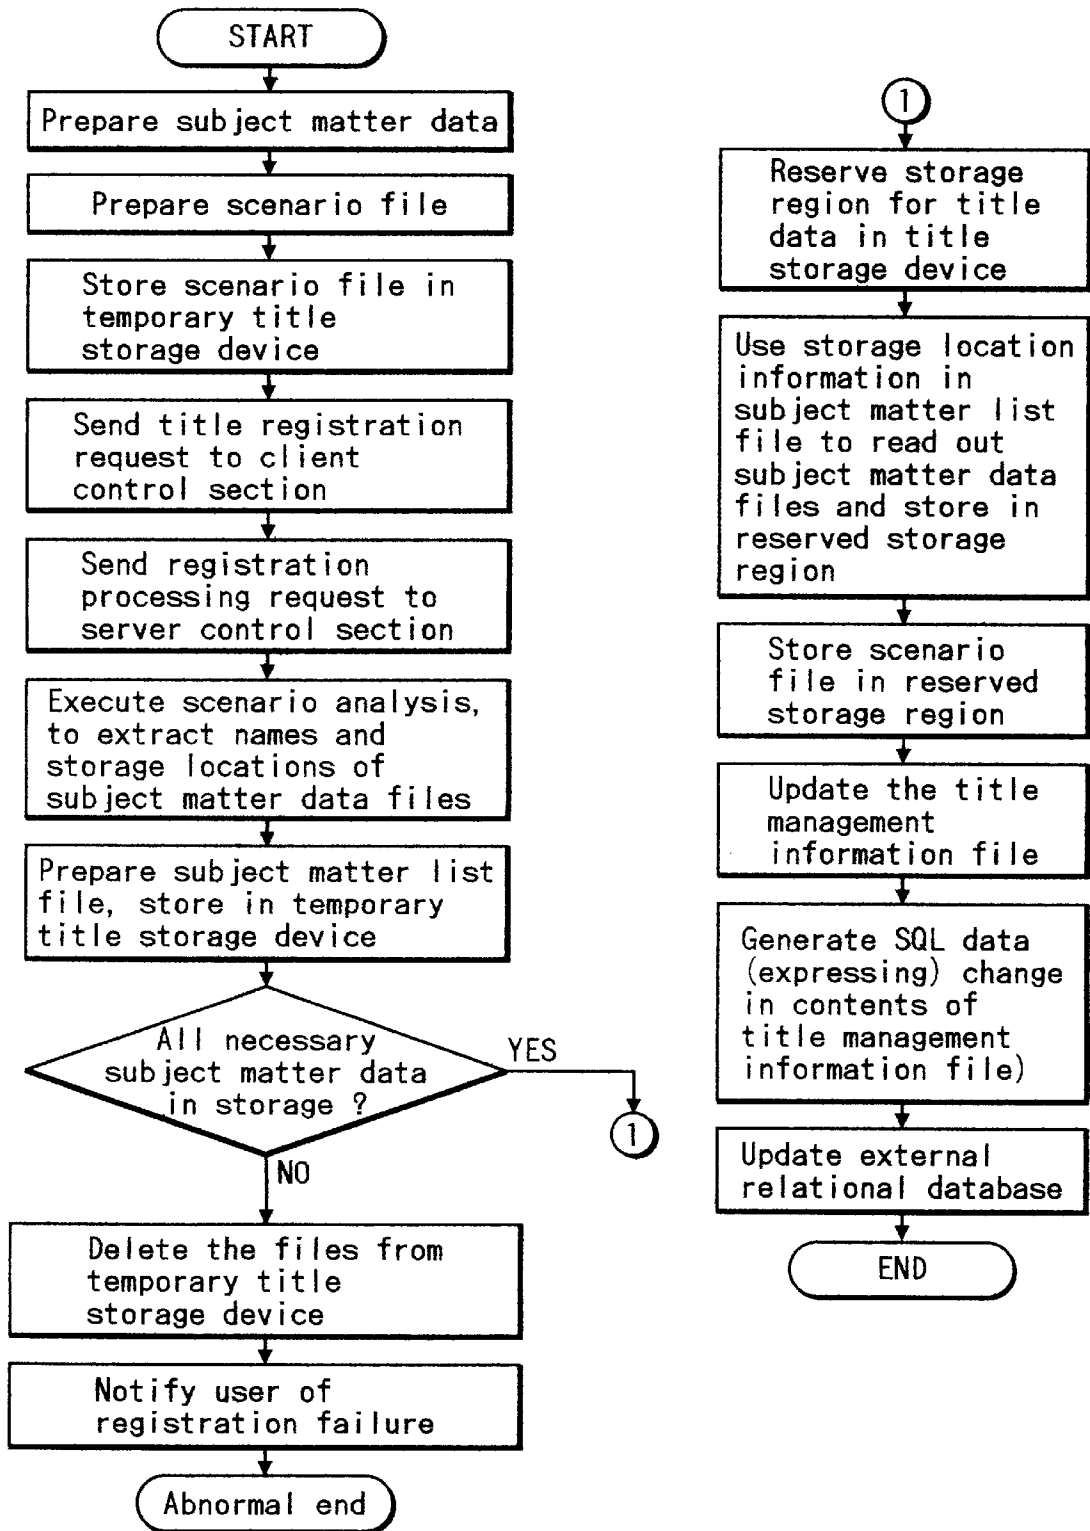 START
Prepare subject matter data
Prepare scenario file
Store scenario file in
temporary title
storage device
Send title registration
request to client
control section
Send registration
processing request to
server control section
Execute scenario analysis,
to extract names and
storage locations of
subject matter data files
Prepare subject matter list
file, store in temporary
title storage device
All necessary
subject matter data
in storage ?
YES
1
NO
Delete the files from
temporary title
storage device
Notify user of
registration failure
Abnormal end
1
Reserve storage
region for title
data in title
storage device
Use storage location
information in
subject matter list
file to read out
subject matter data
files and store in
reserved storage
region
Store scenario
file in reserved
storage region
Update the title
management
information file
Generate SQL data
(expressing) change
in contents of
title management
information file)
Update external
relational database
END